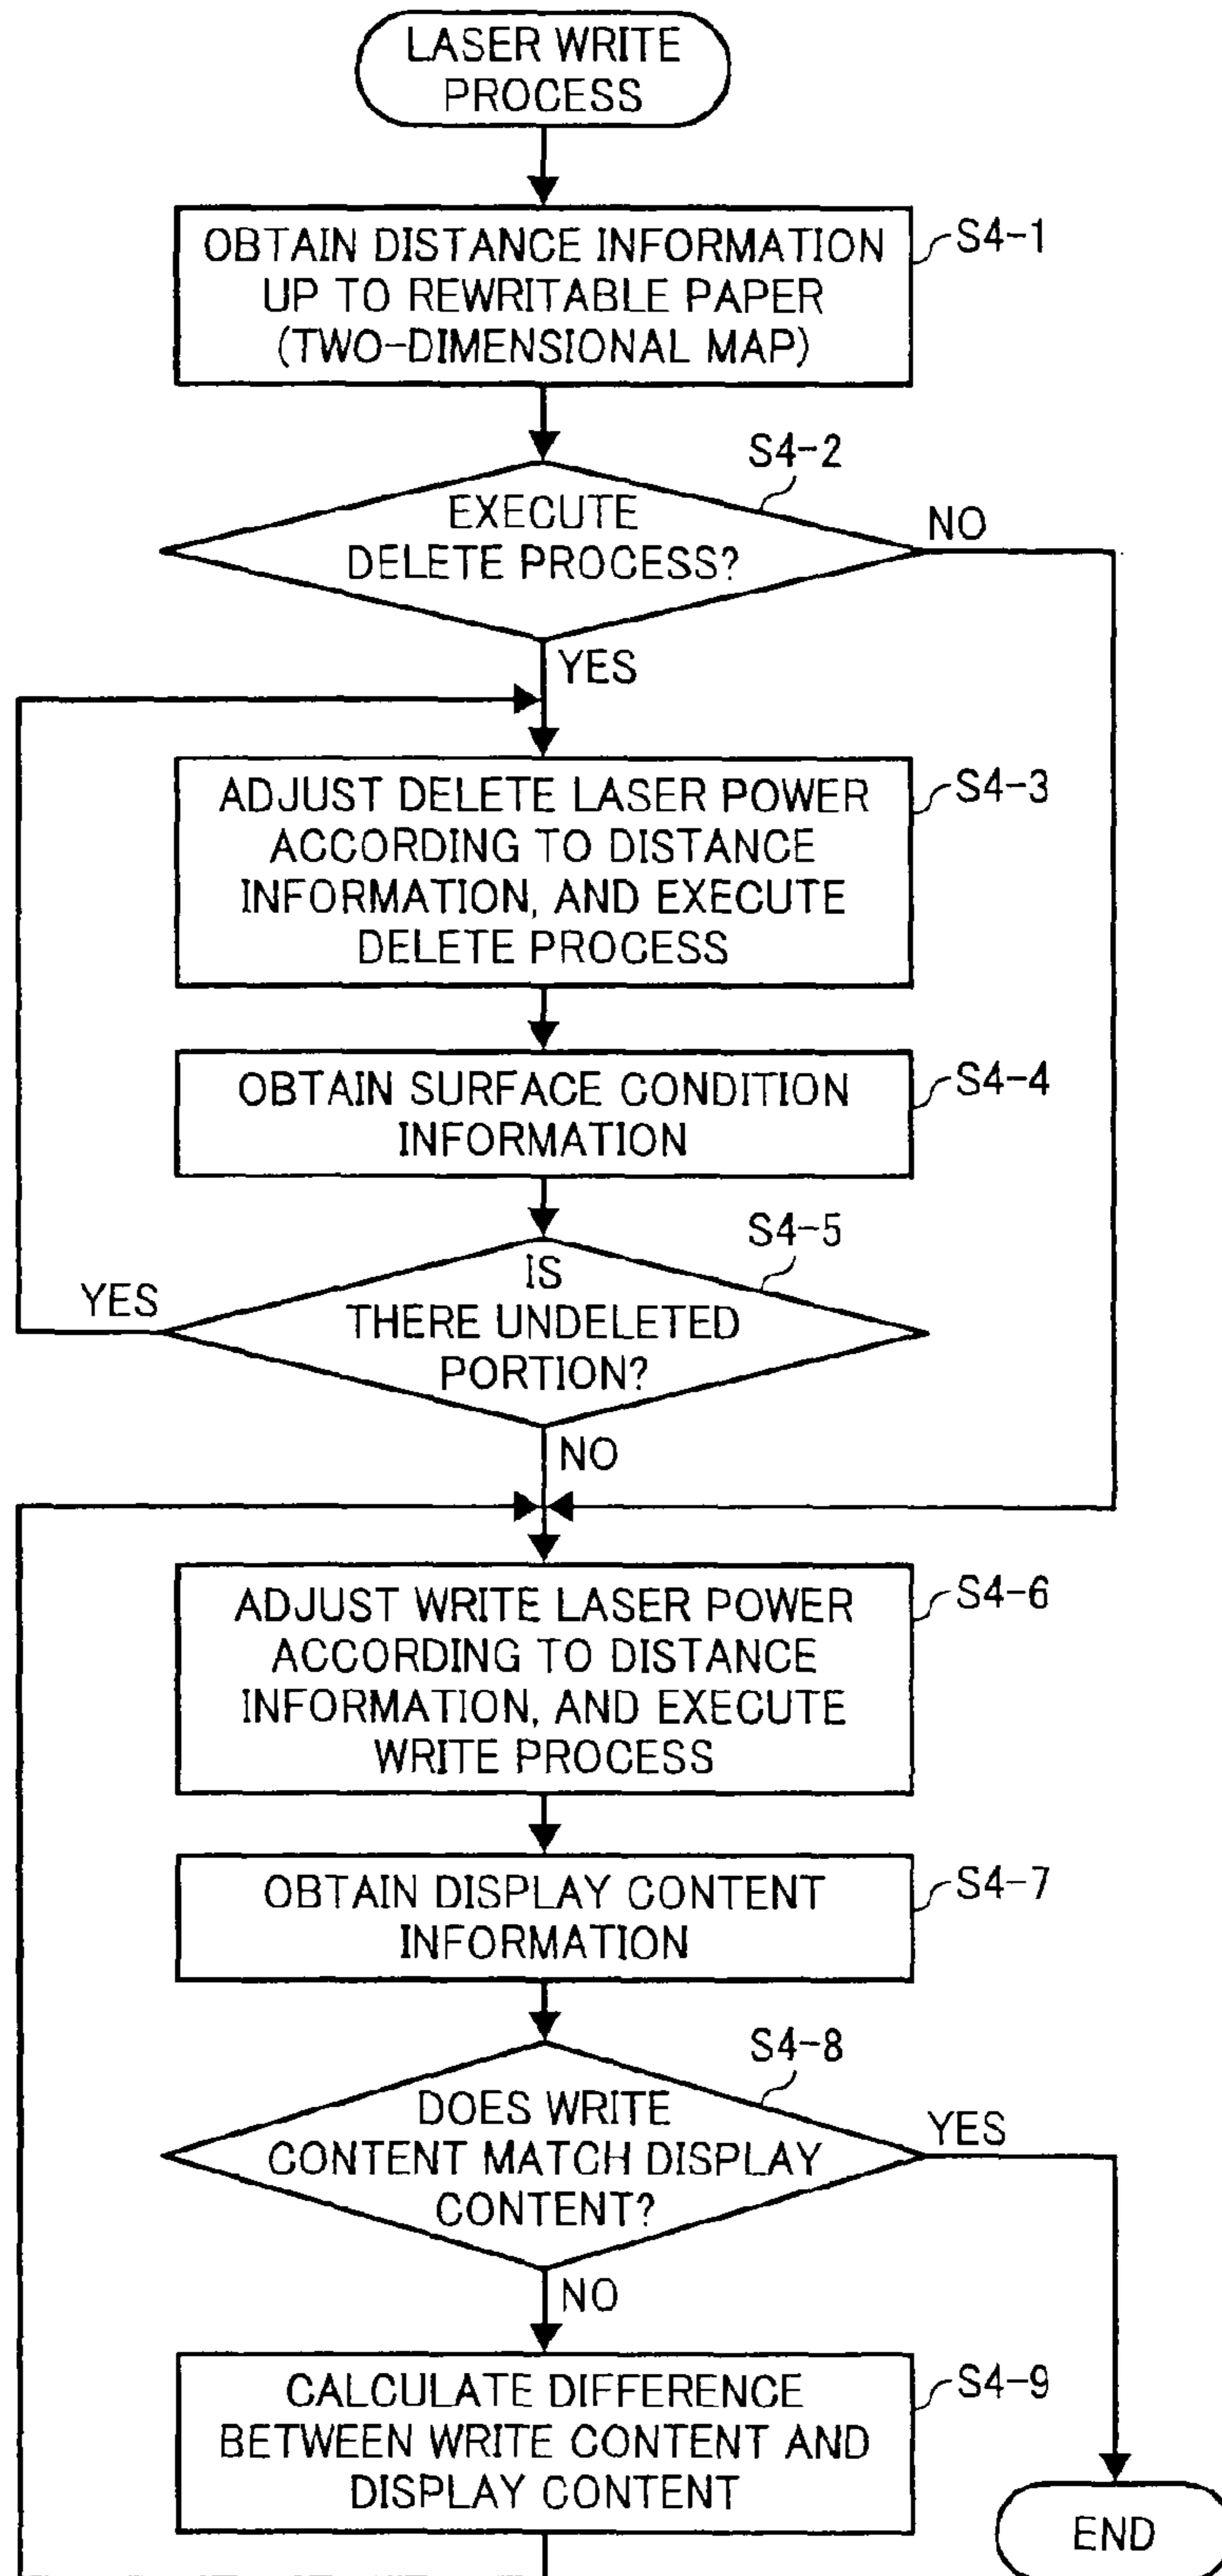 LASER WRITE
PROCESS
OBTAIN DISTANCE INFORMATION
UP TO REWRITABLE PAPER
(TWO-DIMENSIONAL MAP)
S4-1
S4-2
EXECUTE
DELETE PROCESS?
NO
YES
ADJUST DELETE LASER POWER
ACCORDING TO DISTANCE
INFORMATION, AND EXECUTE
DELETE PROCESS
S4-3
OBTAIN SURFACE CONDITION
INFORMATION
S4-4
S4-5
IS
THERE UNDELETED
PORTION?
YES
NO
ADJUST WRITE LASER POWER
ACCORDING TO DISTANCE
INFORMATION, AND EXECUTE
WRITE PROCESS
S4-6
OBTAIN DISPLAY CONTENT
INFORMATION
S4-7
S4-8
DOES WRITE
CONTENT MATCH DISPLAY
CONTENT?
YES
NO
CALCULATE DIFFERENCE
BETWEEN WRITE CONTENT AND
DISPLAY CONTENT
S4-9
END